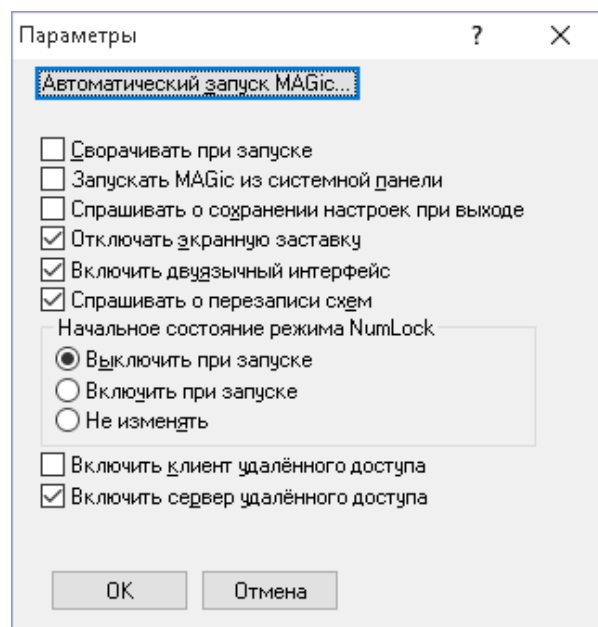 Параметры
Автоматический запуск MAGic...
Сворачивать при запуске
Запускать MAGic из системной панели
Спрашивать о сохранении настроек при выходе
Отключать экранную заставку
Включить двуязычный интерфейс
Спрашивать о перезаписи схем
Начальное состояние режима NumLock
Выключить при запуске
Включить при запуске
Не изменять
Включить клиент удалённого доступа
Включить сервер удалённого доступа
OK Отмена